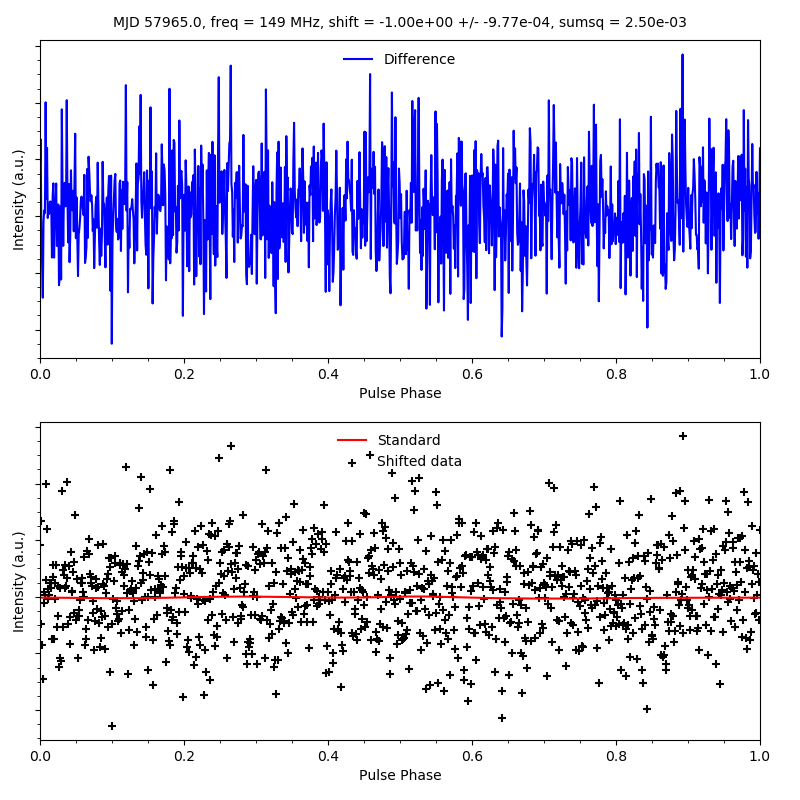 MJD 57965.0, freq = 149 MHz, shift = -1.00e+00 +/- -9.77e-04, sumsq = 2.50e-03
Difference
Intensity (a.u.)
0.0 0.2 0.4 0.6 0.8 1.0
Pulse Phase
Standard
Shifted data
Intensity (a.u.)
0.0 0.2 0.4 0.6 0.8 1.0
Pulse Phase